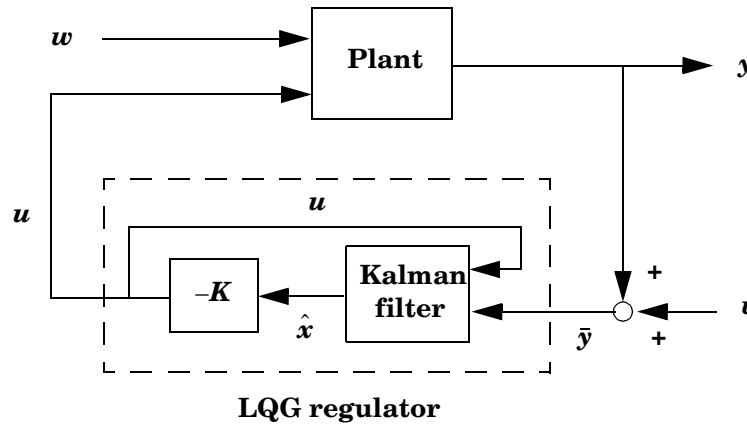 w
Plant
y
u
u
Kalman
filter
–K
+
x̂
ȳ
+
LQG regulator